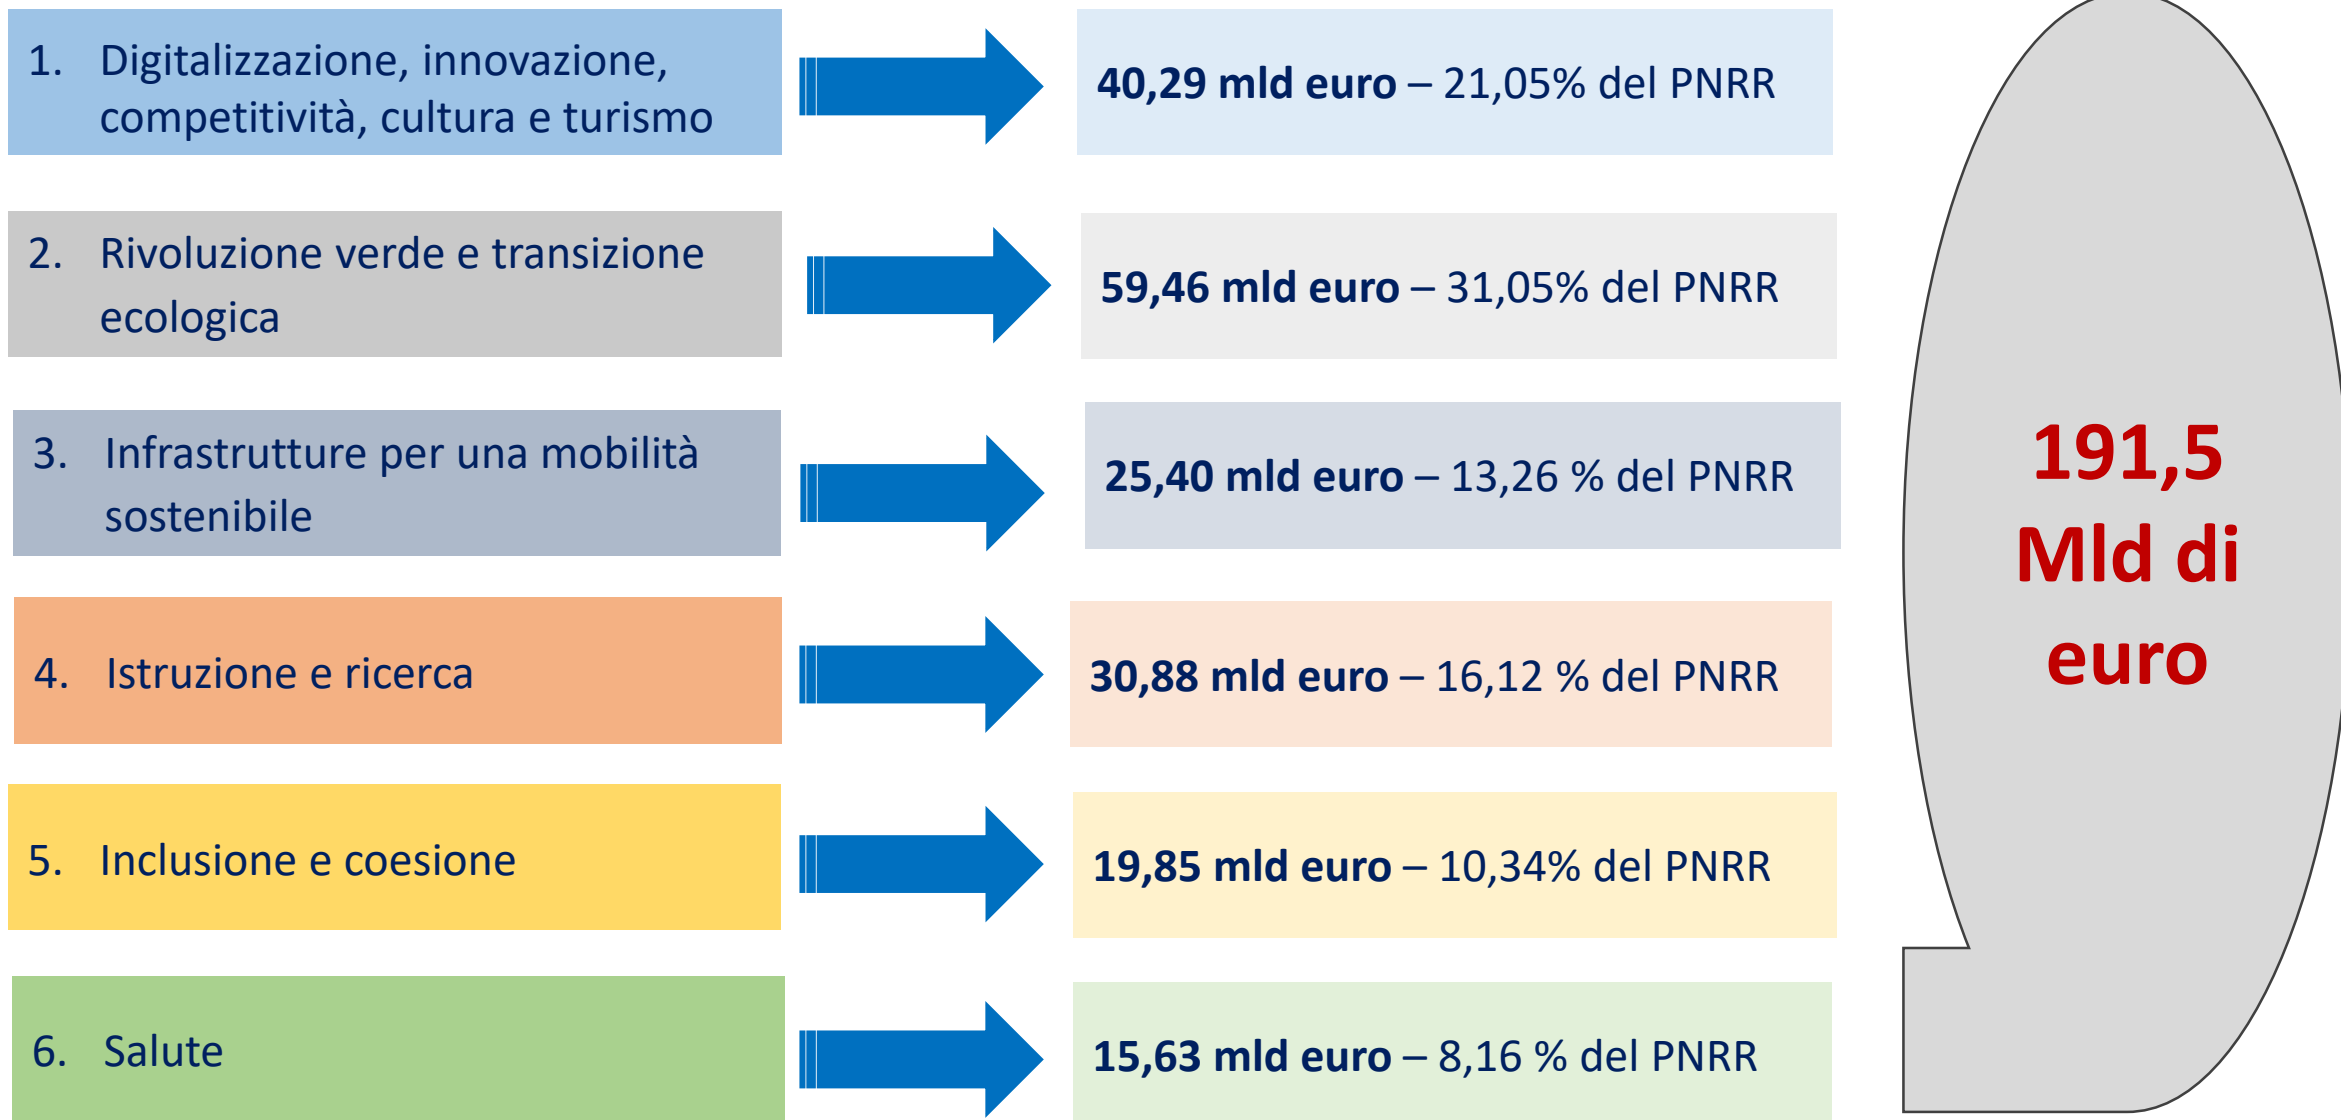 1. Digitalizzazione, innovazione,
competitività, cultura e turismo
40,29 mld euro – 21,05% del PNRR
2. Rivoluzione verde e transizione
ecologica
59,46 mld euro – 31,05% del PNRR
3. Infrastrutture per una mobilità
sostenibile
25,40 mld euro – 13,26 % del PNRR
4. Istruzione e ricerca
30,88 mld euro – 16,12 % del PNRR
5. Inclusione e coesione
19,85 mld euro – 10,34% del PNRR
6. Salute
15,63 mld euro – 8,16 % del PNRR
191,5
Mld di
euro